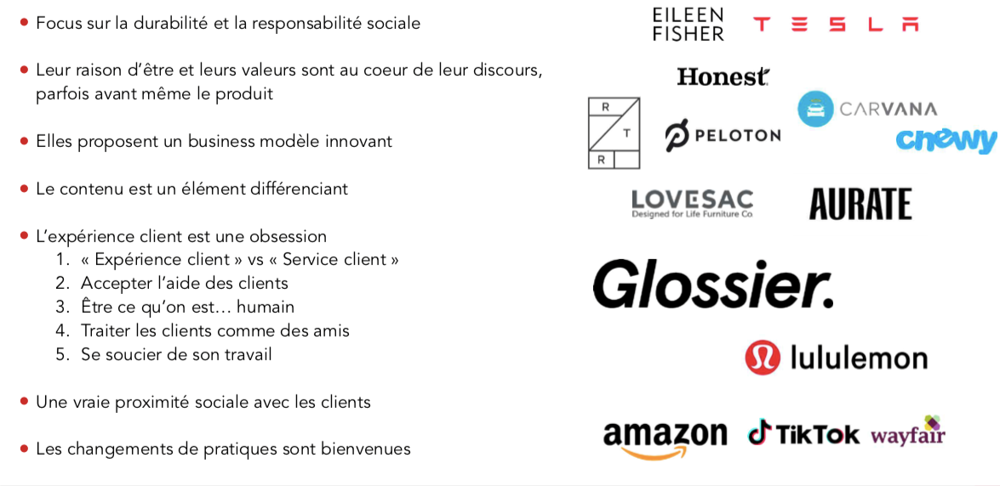 Focus sur la durabilité et la responsabilité sociale
Leur raison d’être et leurs valeurs sont au coeur de leur discours,
parfois avant même le produit
Elles proposent un business modèle innovant
Le contenu est un élément différenciant
L’expérience client est une obsession
1. « Expérience client » vs « Service client »
2. Accepter l’aide des clients
3. Être ce qu’on est… humain
4. Traiter les clients comme des amis
5. Se soucier de son travail
Une vraie proximité sociale avec les clients
Les changements de pratiques sont bienvenues
EILEEN
FISHER
TESLA
Honest
CARVANA
R
T
R
PELOTON
chewy
LOVESAC
Designed for Life Furniture Co
AURATE
Glossier.
lululemon
amazon
TikTok
wayfair